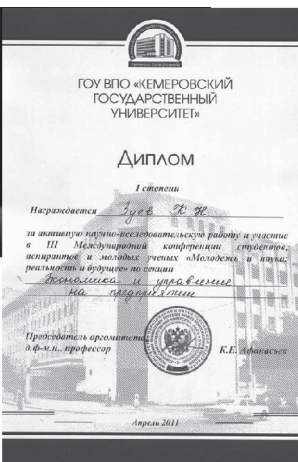 ГОУ ВПО «КЕМЕРОВСКИЙ
ГОСУДАРСТВЕННЫЙ
УНИВЕРСИТЕТ»
ДИПЛОМ
I степени
Награждается Зуев К.Н.
за активную научно-исследовательскую работу и участие
в III Международной конференции студентов,
аспирантов и молодых ученых «Молодежь и наука:
реальность и будущее» по секции
Экономика и управление
на предприятии
Председатель оргкомитета,
д.ф-м.н., профессор
К.Е. Афанасьев
Апрель 2011